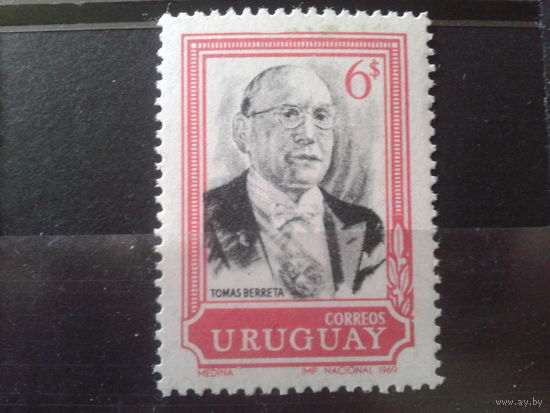 6$
TOMAS BERRETA
CORREOS
URUGUAY
MEDINA IMP. NACIONAL 1969
www.ay.by